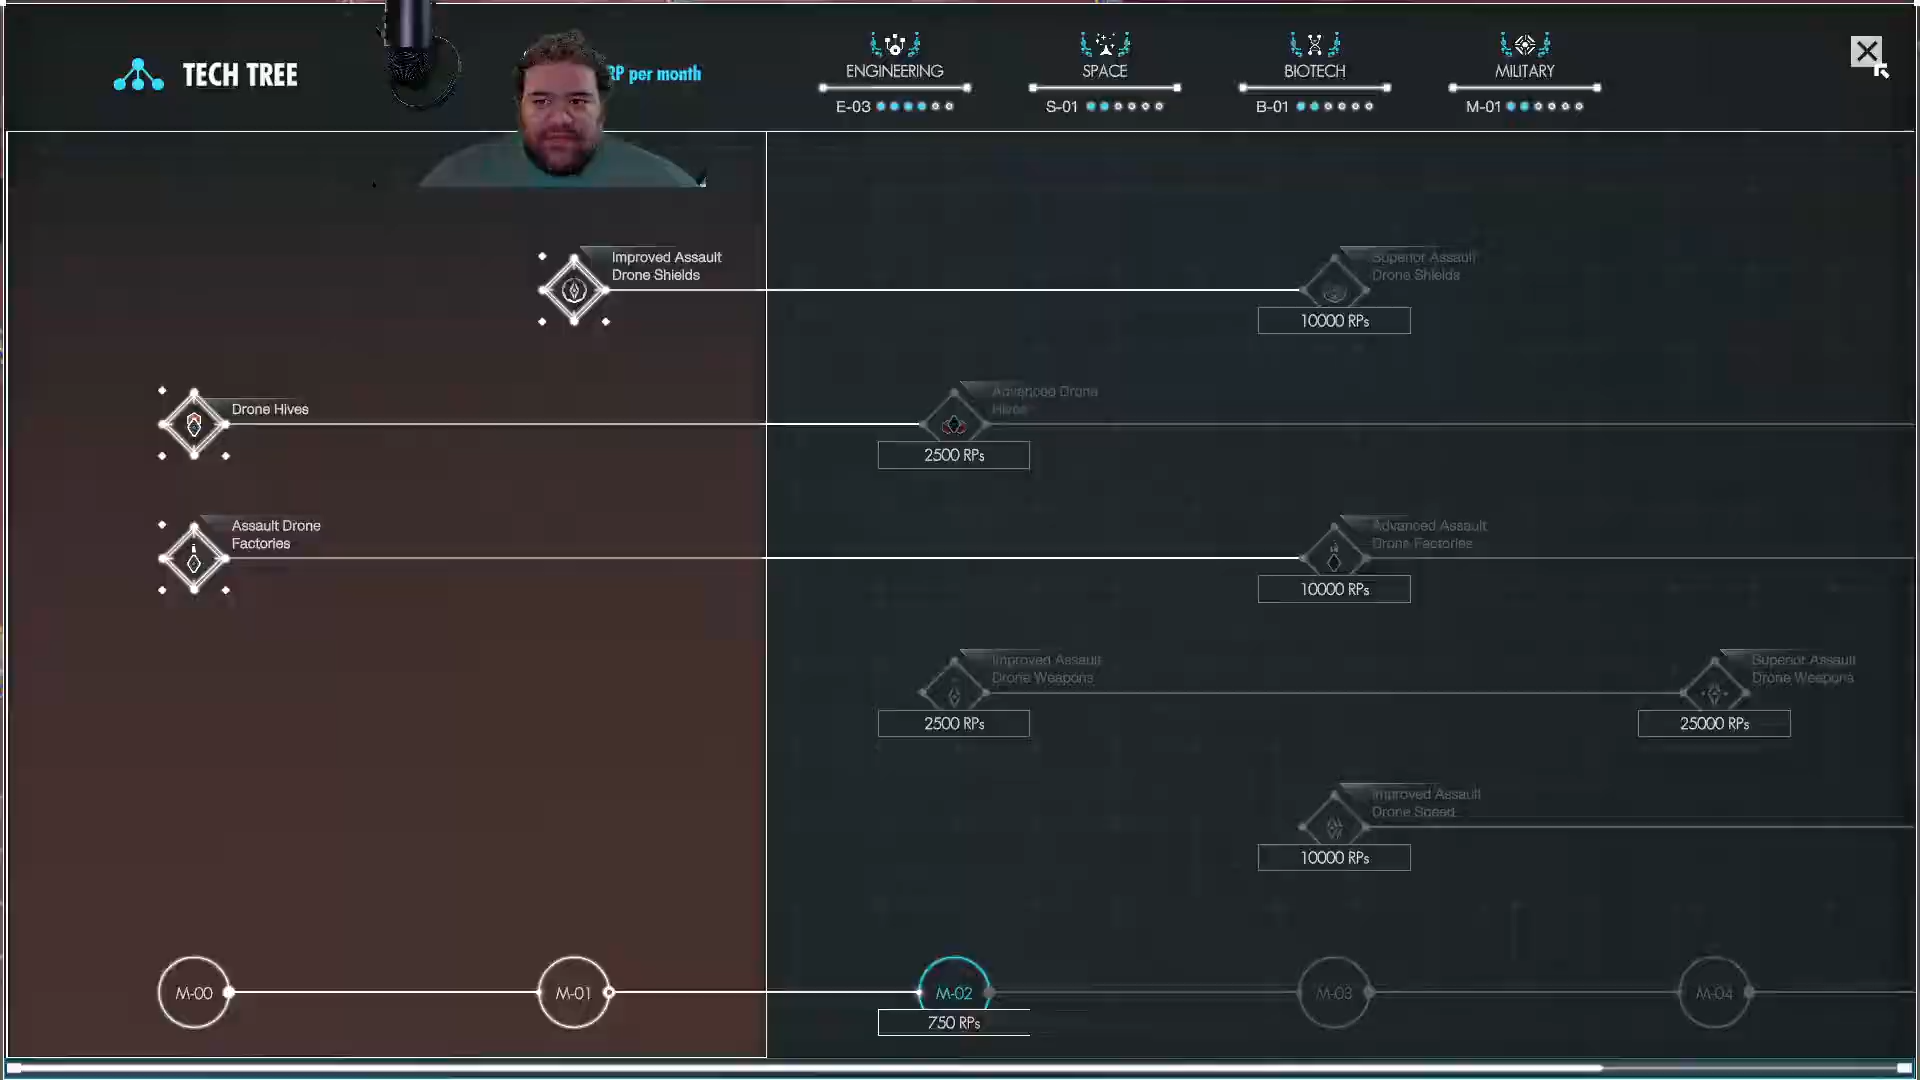 TECH TREE
RP per month
ENGINEERING
E-03
SPACE
S-01
BIOTECH
B-01
MILITARY
M-01
Improved Assault
Drone Shields
Superior Assault
Drone Shields
10000 RPs
Drone Hives
Advanced Drone
Hives
2500 RPs
Assault Drone
Factories
Advanced Assault
Drone Factories
10000 RPs
Improved Assault
Drone Weapons
2500 RPs
Superior Assault
Drone Weapons
25000 RPs
Improved Assault
Drone Speed
10000 RPs
M-00
M-01
M-02
750 RPs
M-03
M-04